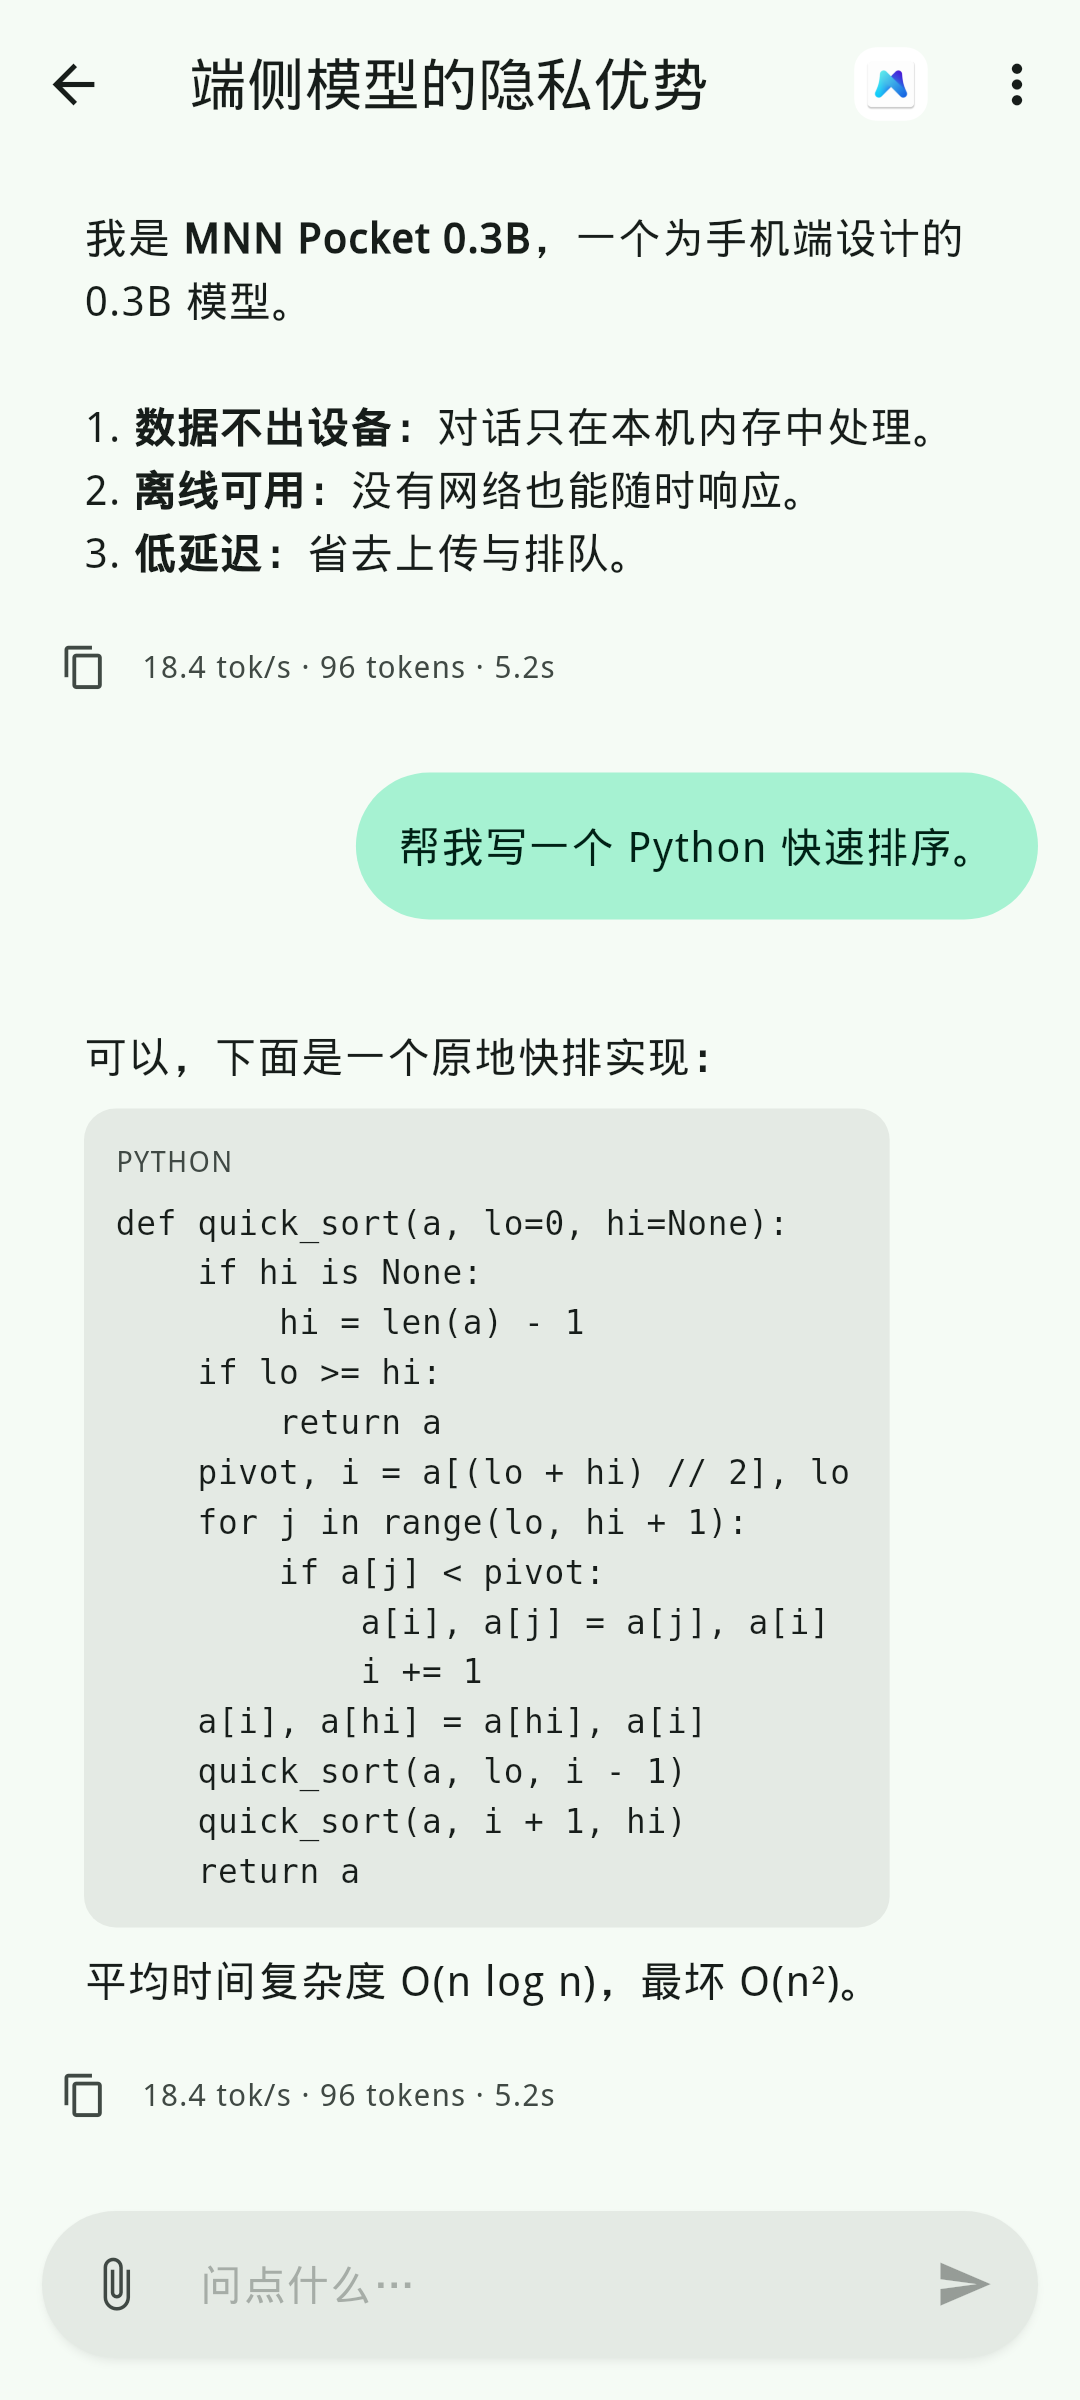 端侧模型的隐私优势
我是 MNN Pocket 0.3B，一个为手机端设计的
0.3B 模型。
1. 数据不出设备：对话只在本机内存中处理。
2. 离线可用：没有网络也能随时响应。
3. 低延迟：省去上传与排队。
18.4 tok/s · 96 tokens · 5.2s
帮我写一个 Python 快速排序。
可以，下面是一个原地快排实现：
PYTHON
def quick_sort(a, lo=0, hi=None):
    if hi is None:
        hi = len(a) - 1
    if lo >= hi:
        return a
    pivot, i = a[(lo + hi) // 2], lo
    for j in range(lo, hi + 1):
        if a[j] < pivot:
            a[i], a[j] = a[j], a[i]
            i += 1
    a[i], a[hi] = a[hi], a[i]
    quick_sort(a, lo, i - 1)
    quick_sort(a, i + 1, hi)
    return a
平均时间复杂度 O(n log n)，最坏 O(n²)。
18.4 tok/s · 96 tokens · 5.2s
问点什么…